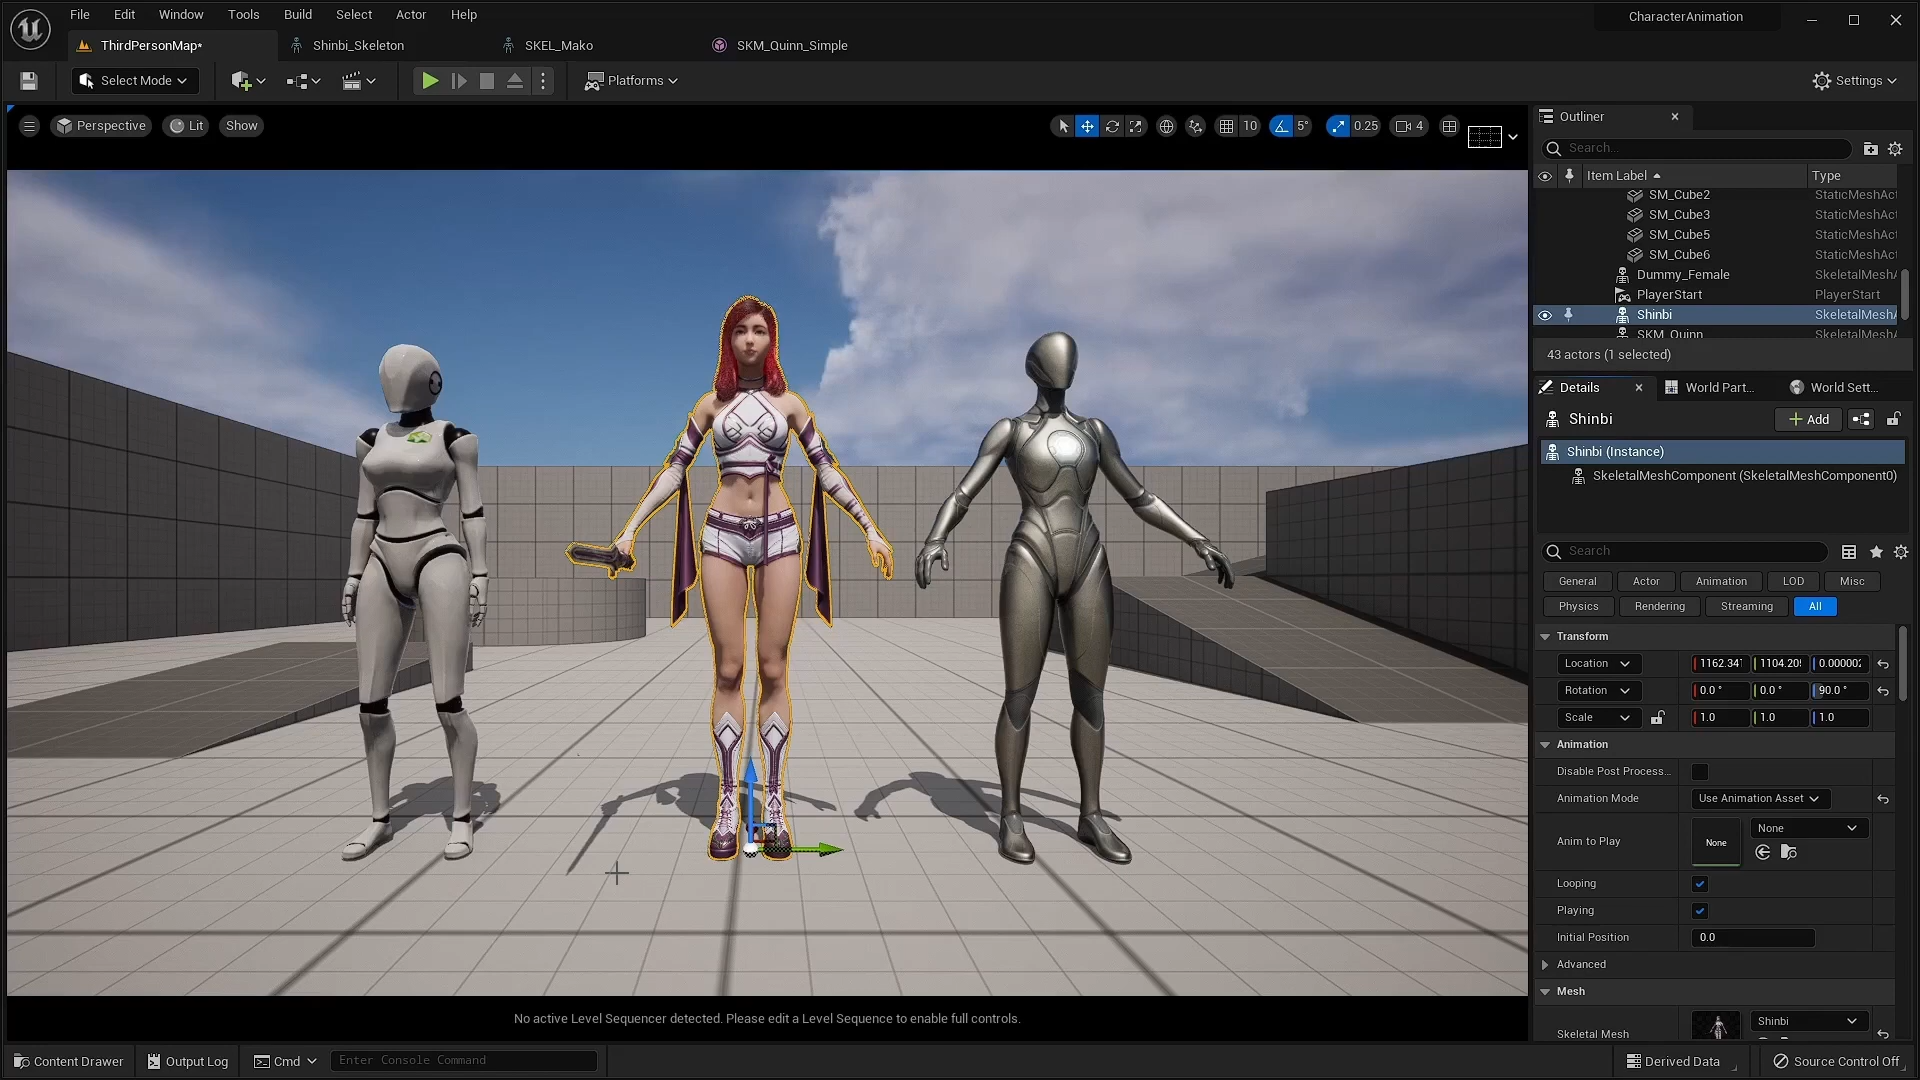 File Edit Window Tools Build Select Actor Help
CharacterAnimation
ThirdPersonMap*
Shinbi_Skeleton
SKEL_Mako
SKM_Quinn_Simple
Select Mode
Platforms
Settings
Perspective
Lit
Show
10
5°
0.25
4
Outliner
Search...
Item Label
Type
SM_Cube2 StaticMeshAct
SM_Cube3 StaticMeshAct
SM_Cube5 StaticMeshAct
SM_Cube6 StaticMeshAct
Dummy_Female SkeletalMeshA
PlayerStart PlayerStart
Shinbi SkeletalMeshA
SKM_Quinn SkeletalMeshA
43 actors (1 selected)
Details
World Part...
World Sett...
Shinbi
Add
Shinbi (Instance)
SkeletalMeshComponent (SkeletalMeshComponent0)
Search
General Actor Animation LOD Misc
Physics Rendering Streaming All
Transform
Location 1162.34 1104.20 0.00000
Rotation 0.0° 0.0° 90.0°
Scale 1.0 1.0 1.0
Animation
Disable Post Process...
Animation Mode Use Animation Asset
Anim to Play None None
Looping
Playing
Initial Position 0.0
Advanced
Mesh
Skeletal Mesh Shinbi
No active Level Sequencer detected. Please edit a Level Sequence to enable full controls.
Content Drawer
Output Log
Cmd
Enter Console Command
Derived Data
Source Control Off